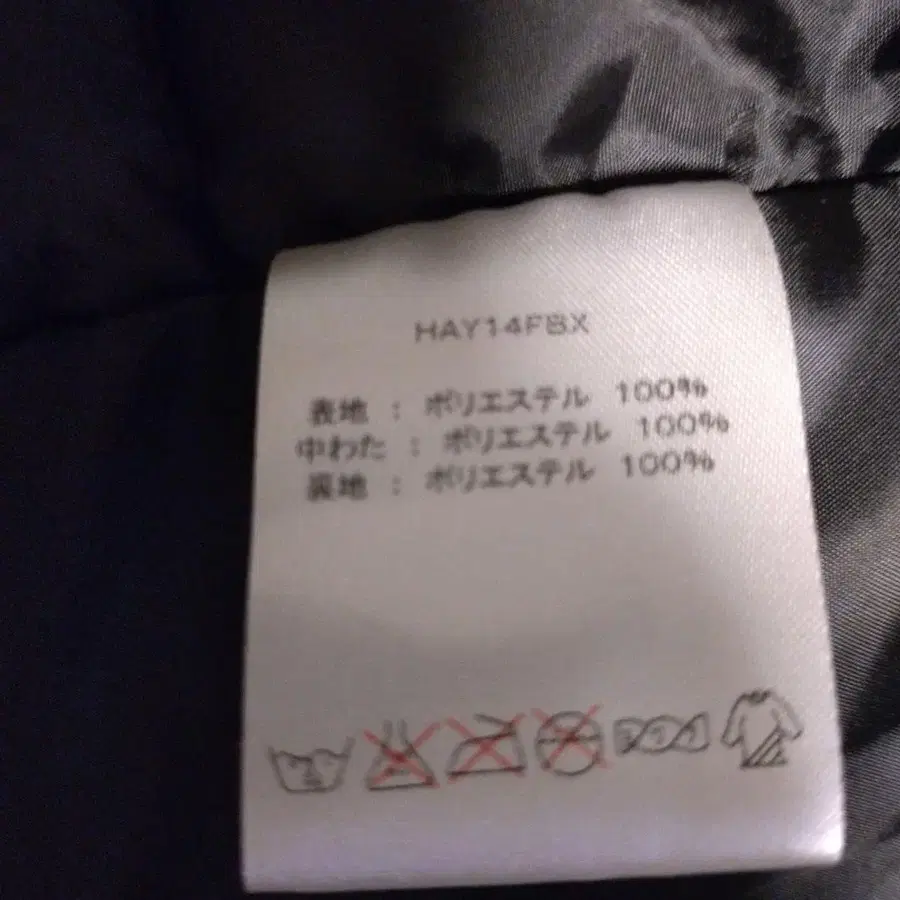 HAY14FBX
表地 : ポリエステル 100%
中わた : ポリエステル 100%
裏地 : ポリエステル 100%